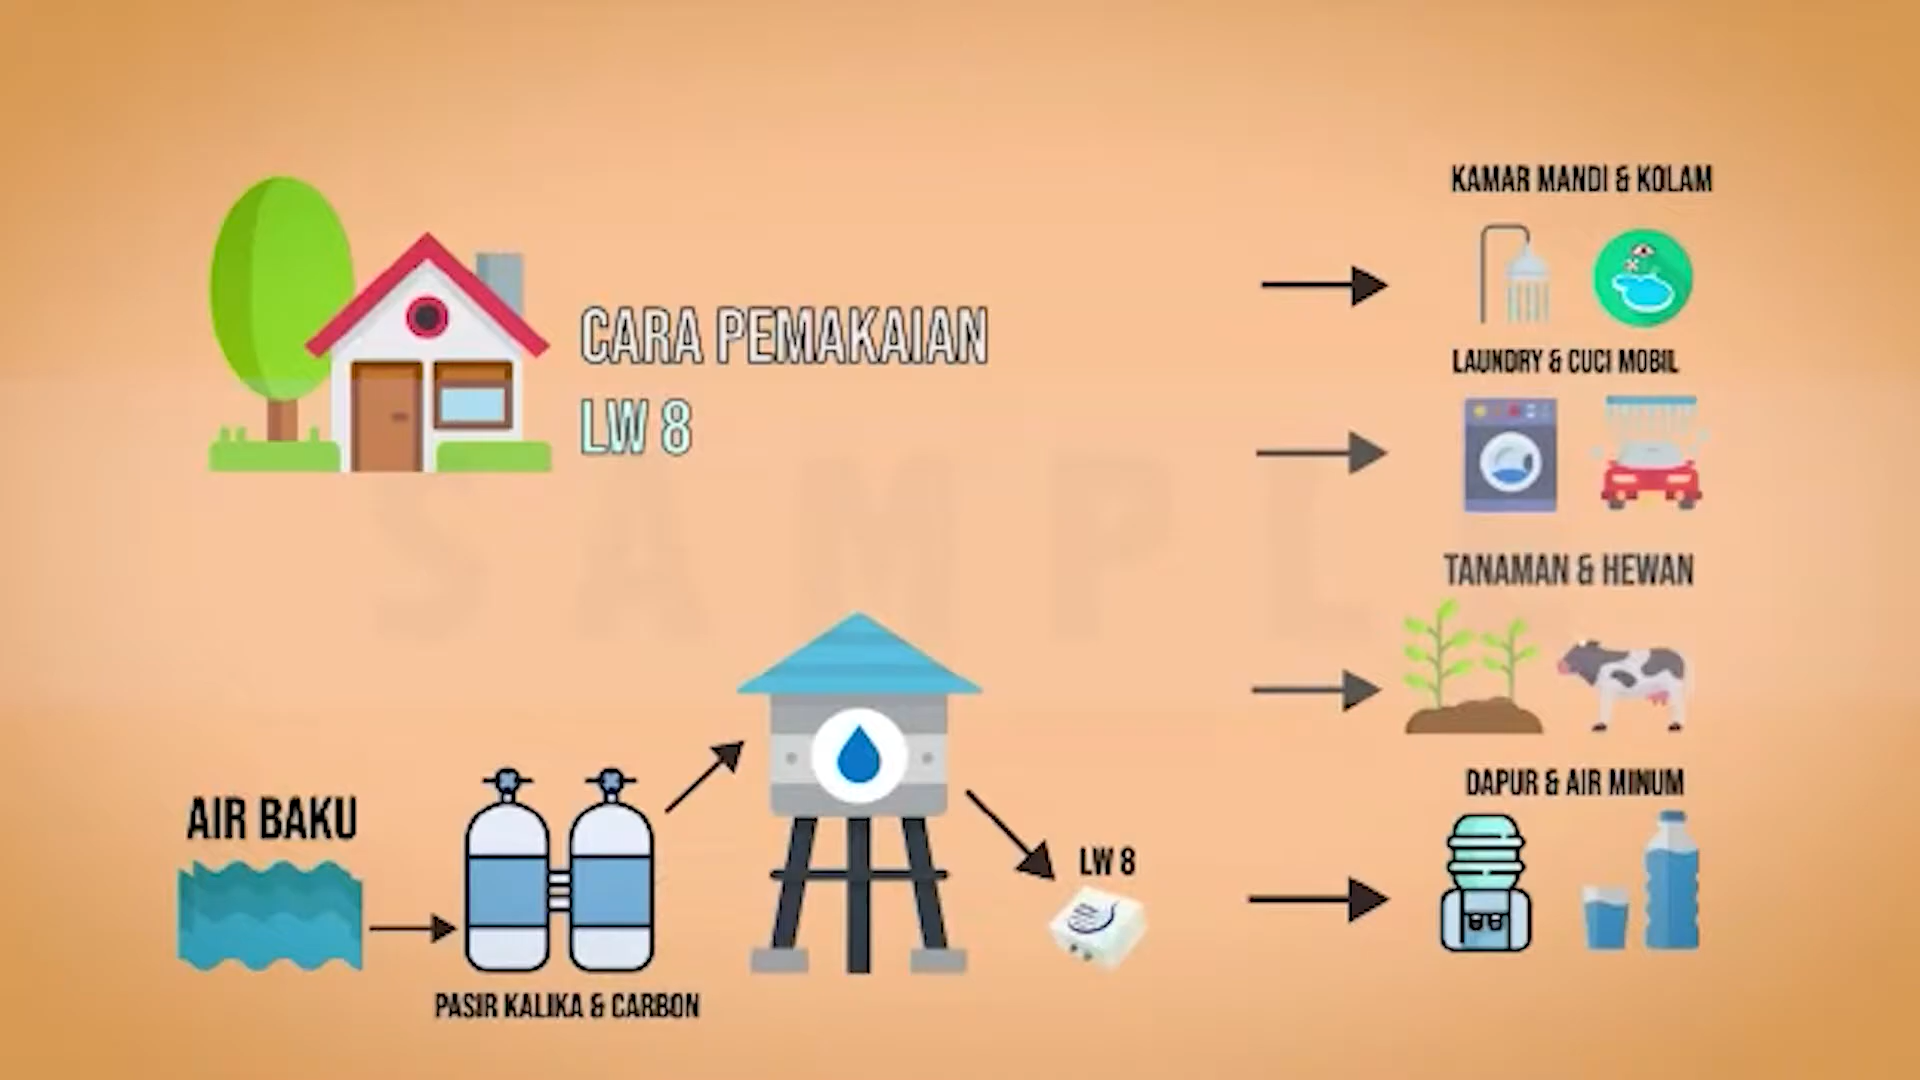 CARA PEMAKAIAN
LW 8
AIR BAKU
PASIR KALIKA & CARBON
LW 8
KAMAR MANDI & KOLAM
LAUNDRY & CUCI MOBIL
TANAMAN & HEWAN
DAPUR & AIR MINUM
SAMPL